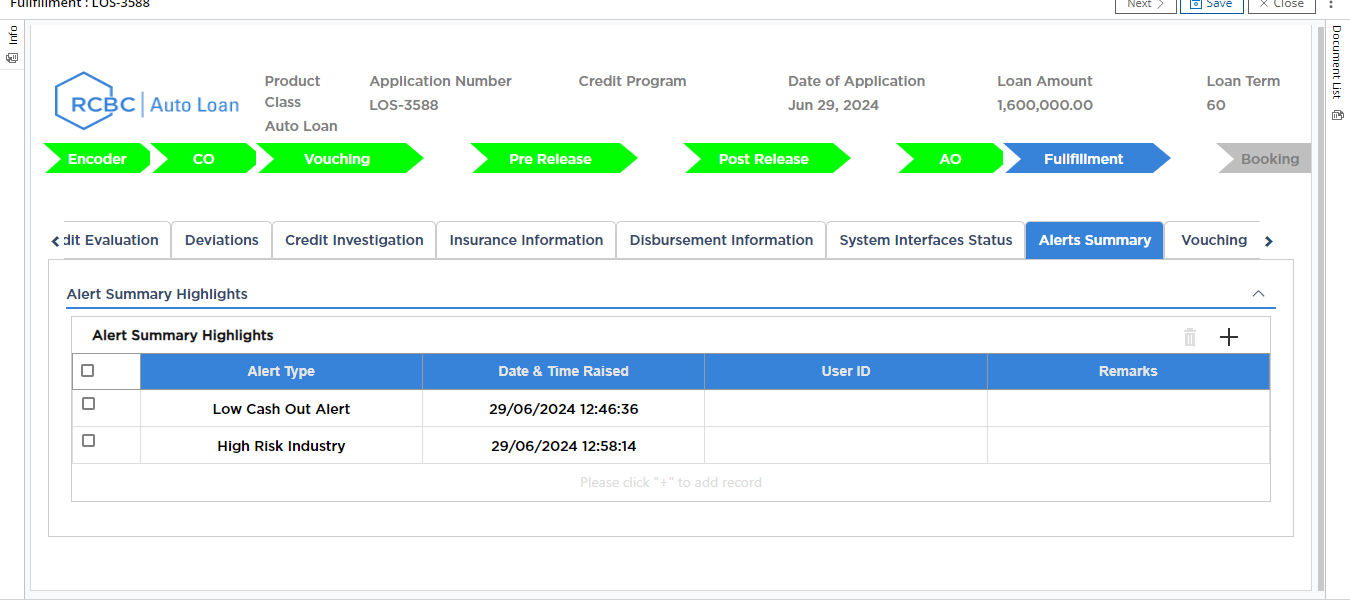 Fullfillment : LOS-3588
Next
Save
Close
Info
Document List
RCBC Auto Loan
Product Class
Auto Loan
Application Number
LOS-3588
Credit Program
Date of Application
Jun 29, 2024
Loan Amount
1,600,000.00
Loan Term
60
Encoder CO Vouching Pre Release Post Release AO Fullfillment Booking
dit Evaluation Deviations Credit Investigation Insurance Information Disbursement Information System Interfaces Status Alerts Summary Vouching
Alert Summary Highlights
Alert Summary Highlights
Alert Type Date & Time Raised User ID Remarks
Low Cash Out Alert 29/06/2024 12:46:36
High Risk Industry 29/06/2024 12:58:14
Please click "+" to add record